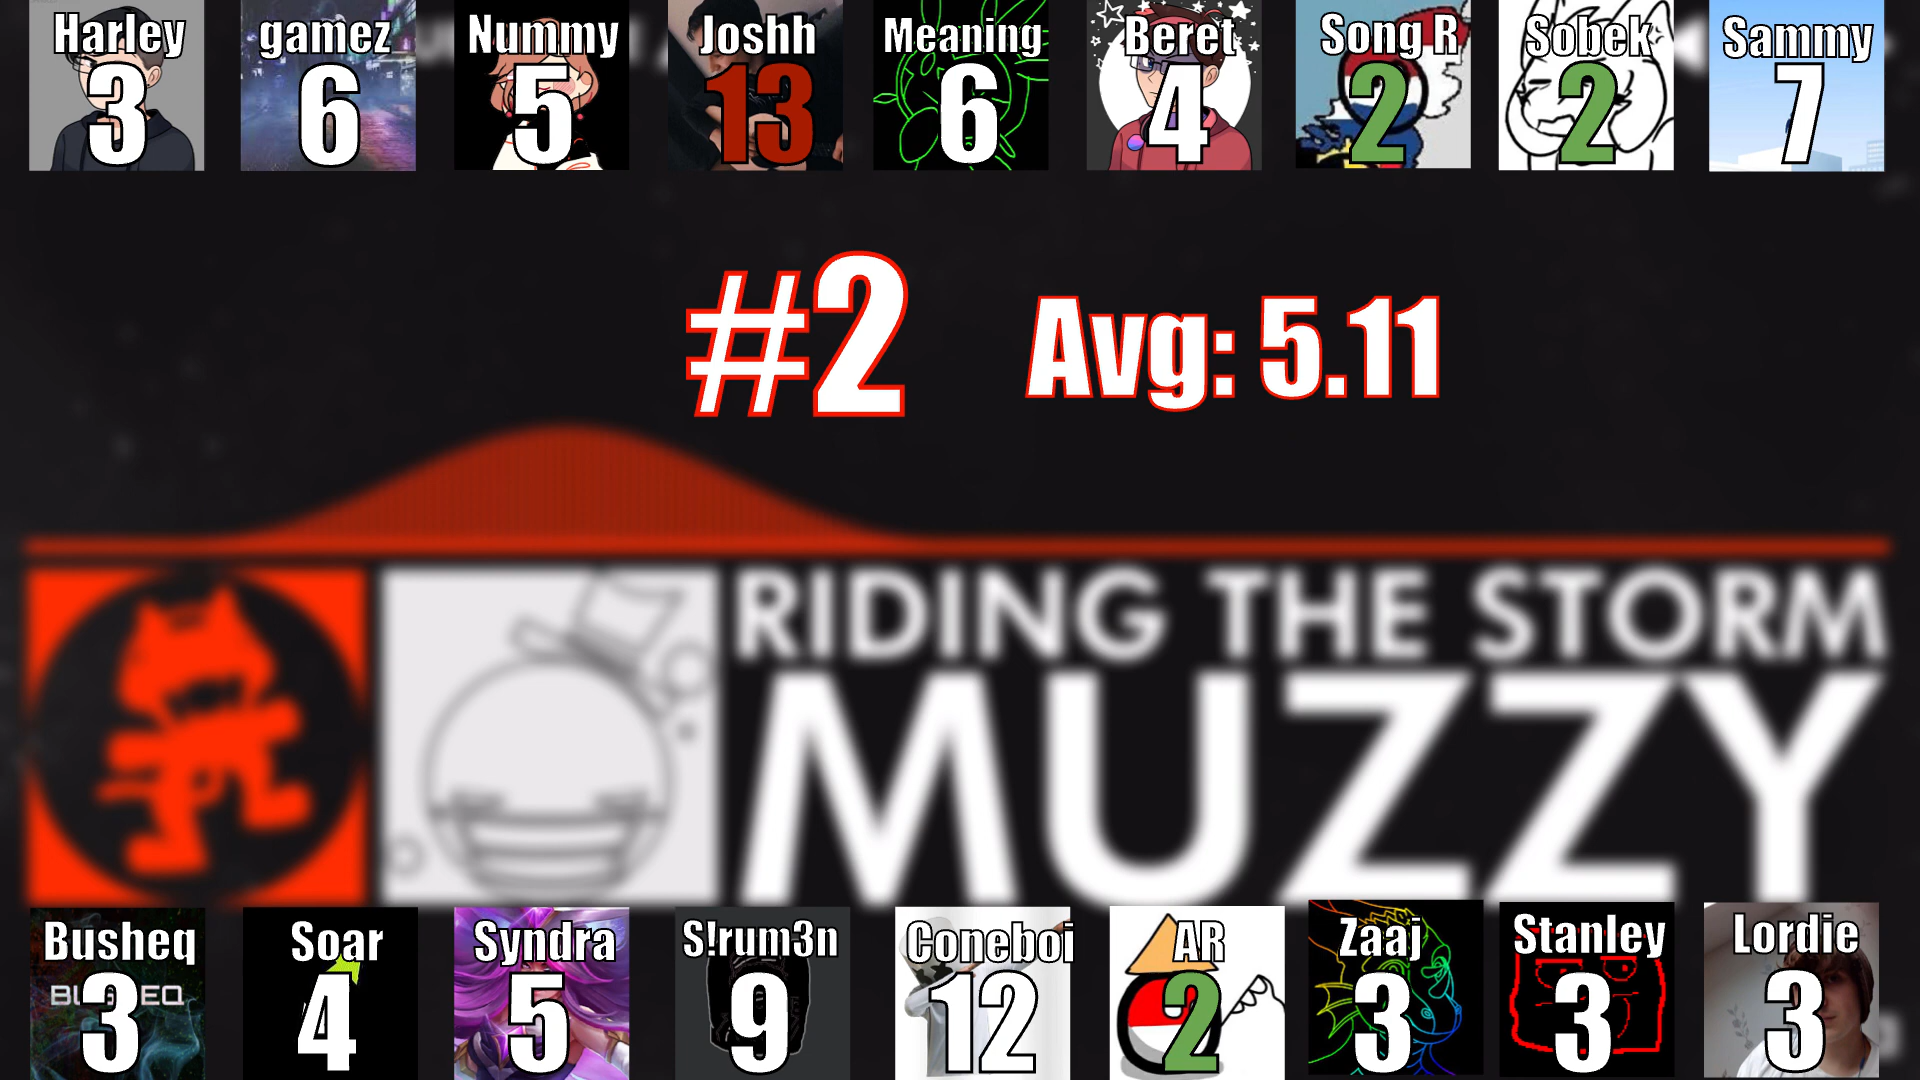 Harley gamez Nummy Joshh Meaning Beret Song R Sobek Sammy
3 6 5 13 6 4 2 2 7
#2 Avg: 5.11
RIDING THE STORM
MUZZY
Busheq Soar Syndra S!rum3n Coneboi AR Zaaj Stanley Lordie
3 4 5 9 12 2 3 3 3